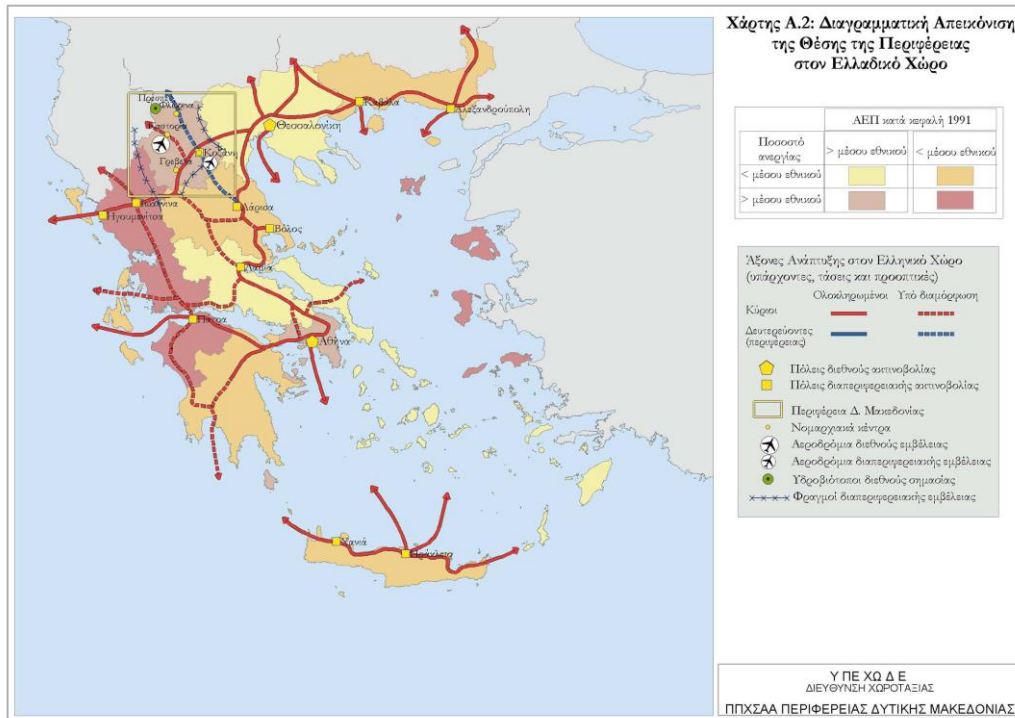 Χάρτης Α.2: Διαγραμματική Απεικόνιση
της Θέσης της Περιφέρειας
στον Ελλαδικό Χώρο
ΑΕΠ κατά κεφαλή 1991
Ποσοστό
ανεργίας
> μέσου εθνικού
< μέσου εθνικού
< μέσου εθνικού
> μέσου εθνικού
Άξονες Ανάπτυξης στον Ελληνικό Χώρο
(υπάρχοντες, τάσεις και προοπτικές)
Ολοκληρωμένοι
Υπό διαμόρφωση
Κύριοι
Δευτερεύοντες
(περιφέρειας)
Πόλεις διεθνούς ακτινοβολίας
Πόλεις διαπεριφερειακής ακτινοβολίας
Περιφέρεια Δ. Μακεδονίας
Νομαρχιακά κέντρα
Αεροδρόμια διεθνούς εμβέλειας
Αεροδρόμια διαπεριφερειακής εμβέλειας
Υδροβιότοποι διεθνούς σημασίας
Φραγμοί διαπεριφερειακής εμβέλειας
Πρέσπες
Φλώρινα
Καστοριά
Κοζάνη
Γρεβενά
Θεσσαλονίκη
Καβάλα
Αλεξανδρούπολη
Ιωάννινα
Ηγουμενίτσα
Λάρισα
Βόλος
Λαμία
Πάτρα
Αθήνα
Χανιά
Ηράκλειο
Υ ΠΕ ΧΩ Δ Ε
ΔΙΕΥΘΥΝΣΗ ΧΩΡΟΤΑΞΙΑΣ
ΠΠΧΣΑΑ ΠΕΡΙΦΕΡΕΙΑΣ ΔΥΤΙΚΗΣ ΜΑΚΕΔΟΝΙΑΣ